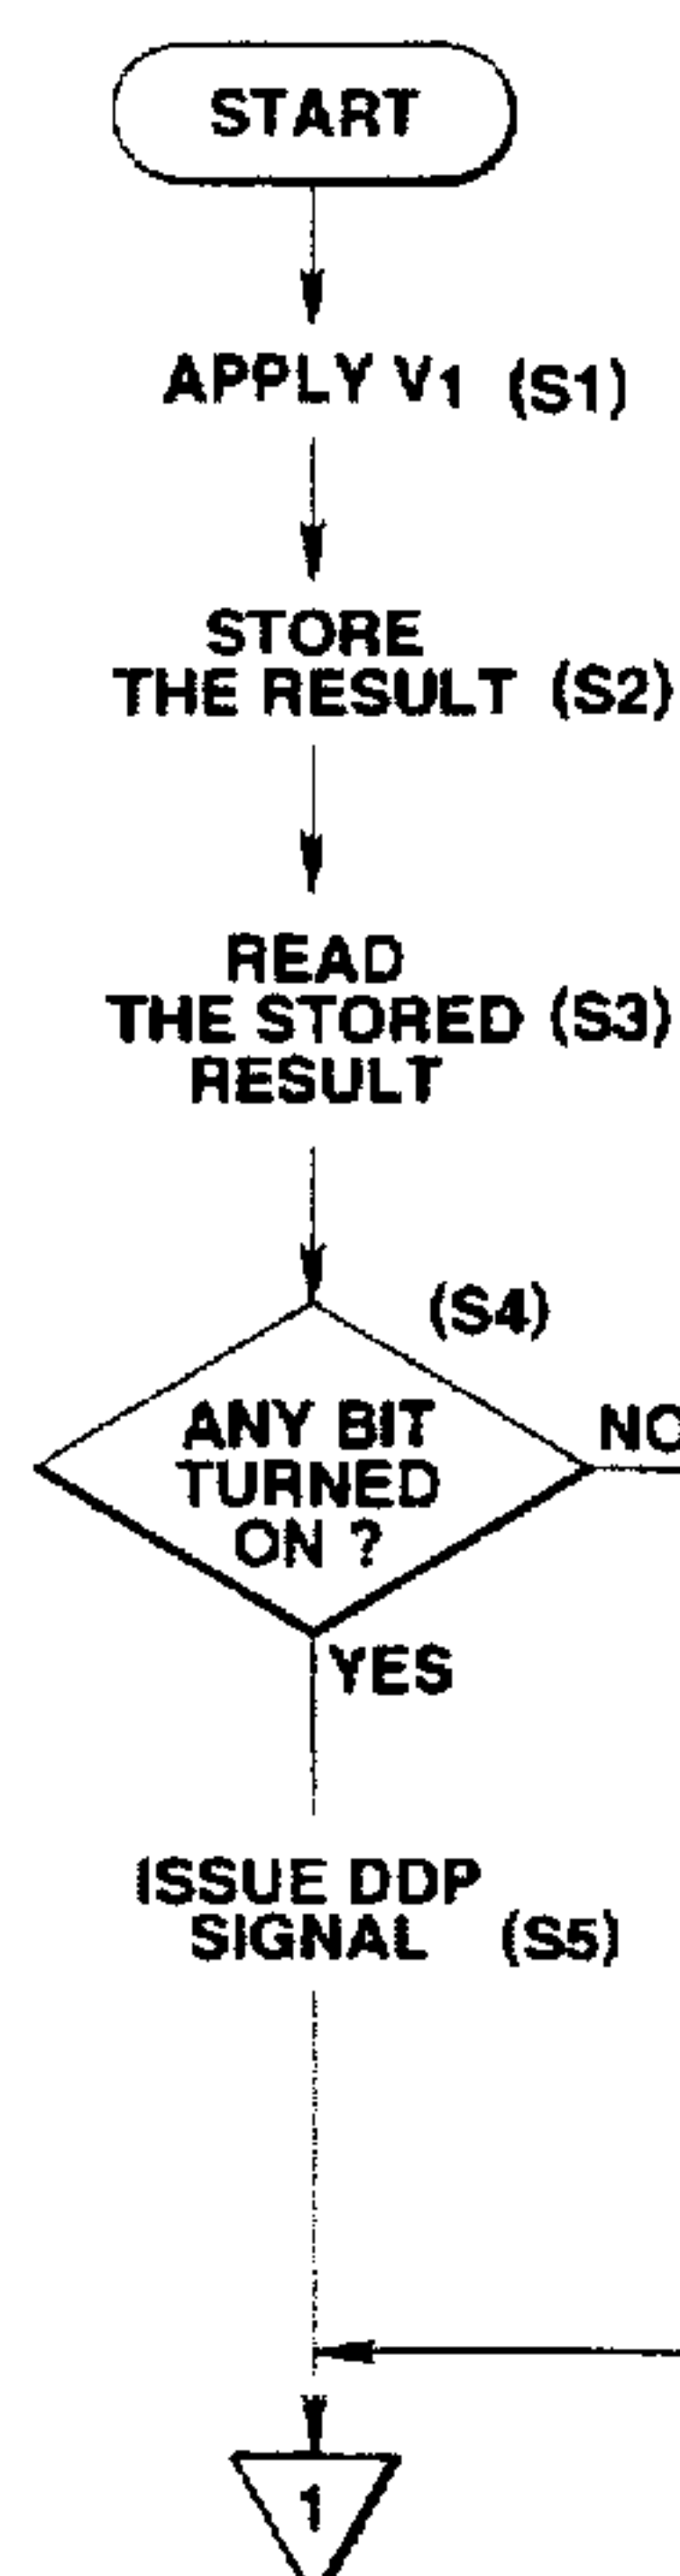 START
APPLY V1 (S1)
STORE
THE RESULT (S2)
READ
THE STORED (S3)
RESULT
(S4)
ANY BIT
NO
TURNED
ON ?
YES
ISSUE DDP
SIGNAL (S5)
1